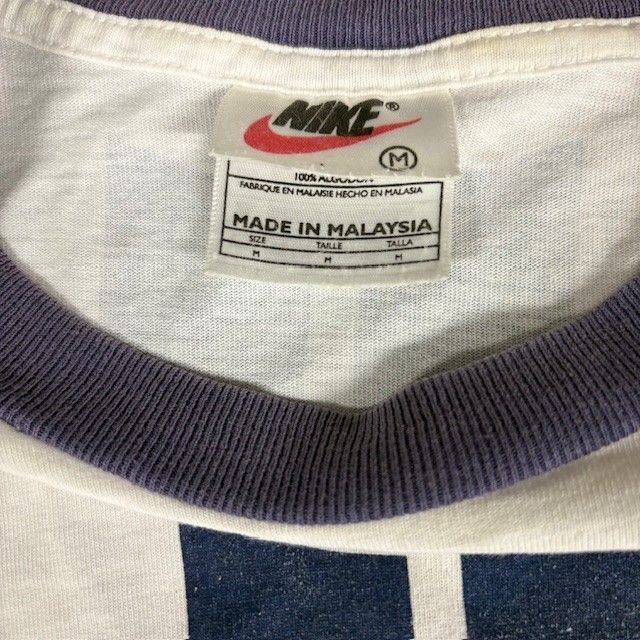 NIKE®
M
100% ALGODON
FABRIQUE EN MALAISIE HECHO EN MALASIA
MADE IN MALAYSIA
SIZE TAILLE TALLA
M M M